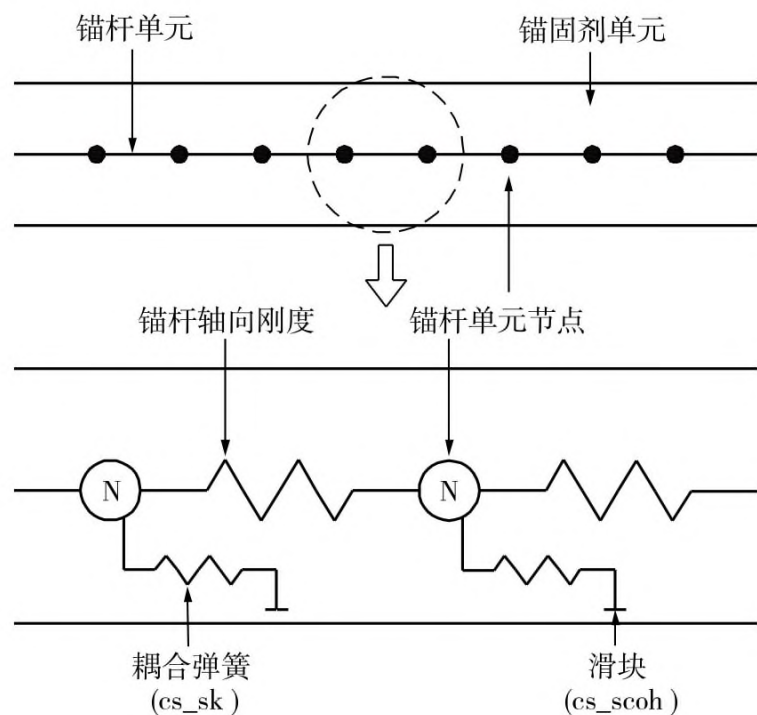 锚杆单元
锚固剂单元
锚杆轴向刚度
锚杆单元节点
N
N
耦合弹簧
(cs_sk)
滑块
(cs_scoh)